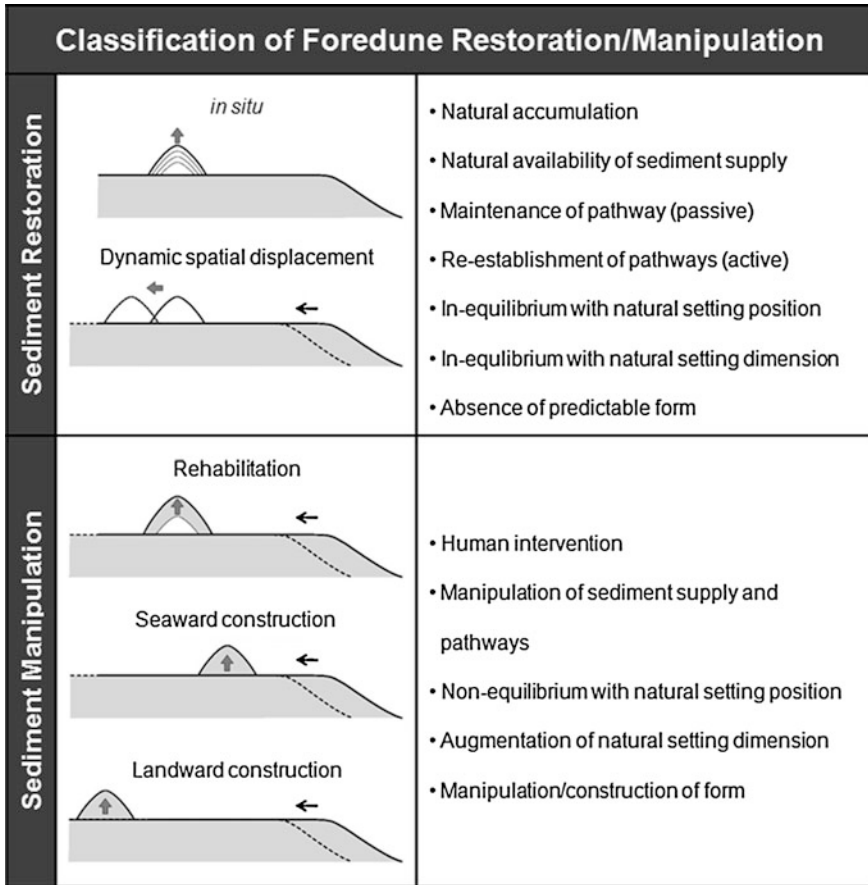 Classification of Foredune Restoration/Manipulation
Sediment Restoration
in situ
Dynamic spatial displacement
• Natural accumulation
• Natural availability of sediment supply
• Maintenance of pathway (passive)
• Re-establishment of pathways (active)
• In-equilibrium with natural setting position
• In-equlibrium with natural setting dimension
• Absence of predictable form
Sediment Manipulation
Rehabilitation
Seaward construction
Landward construction
• Human intervention
• Manipulation of sediment supply and
pathways
• Non-equilibrium with natural setting position
• Augmentation of natural setting dimension
• Manipulation/construction of form